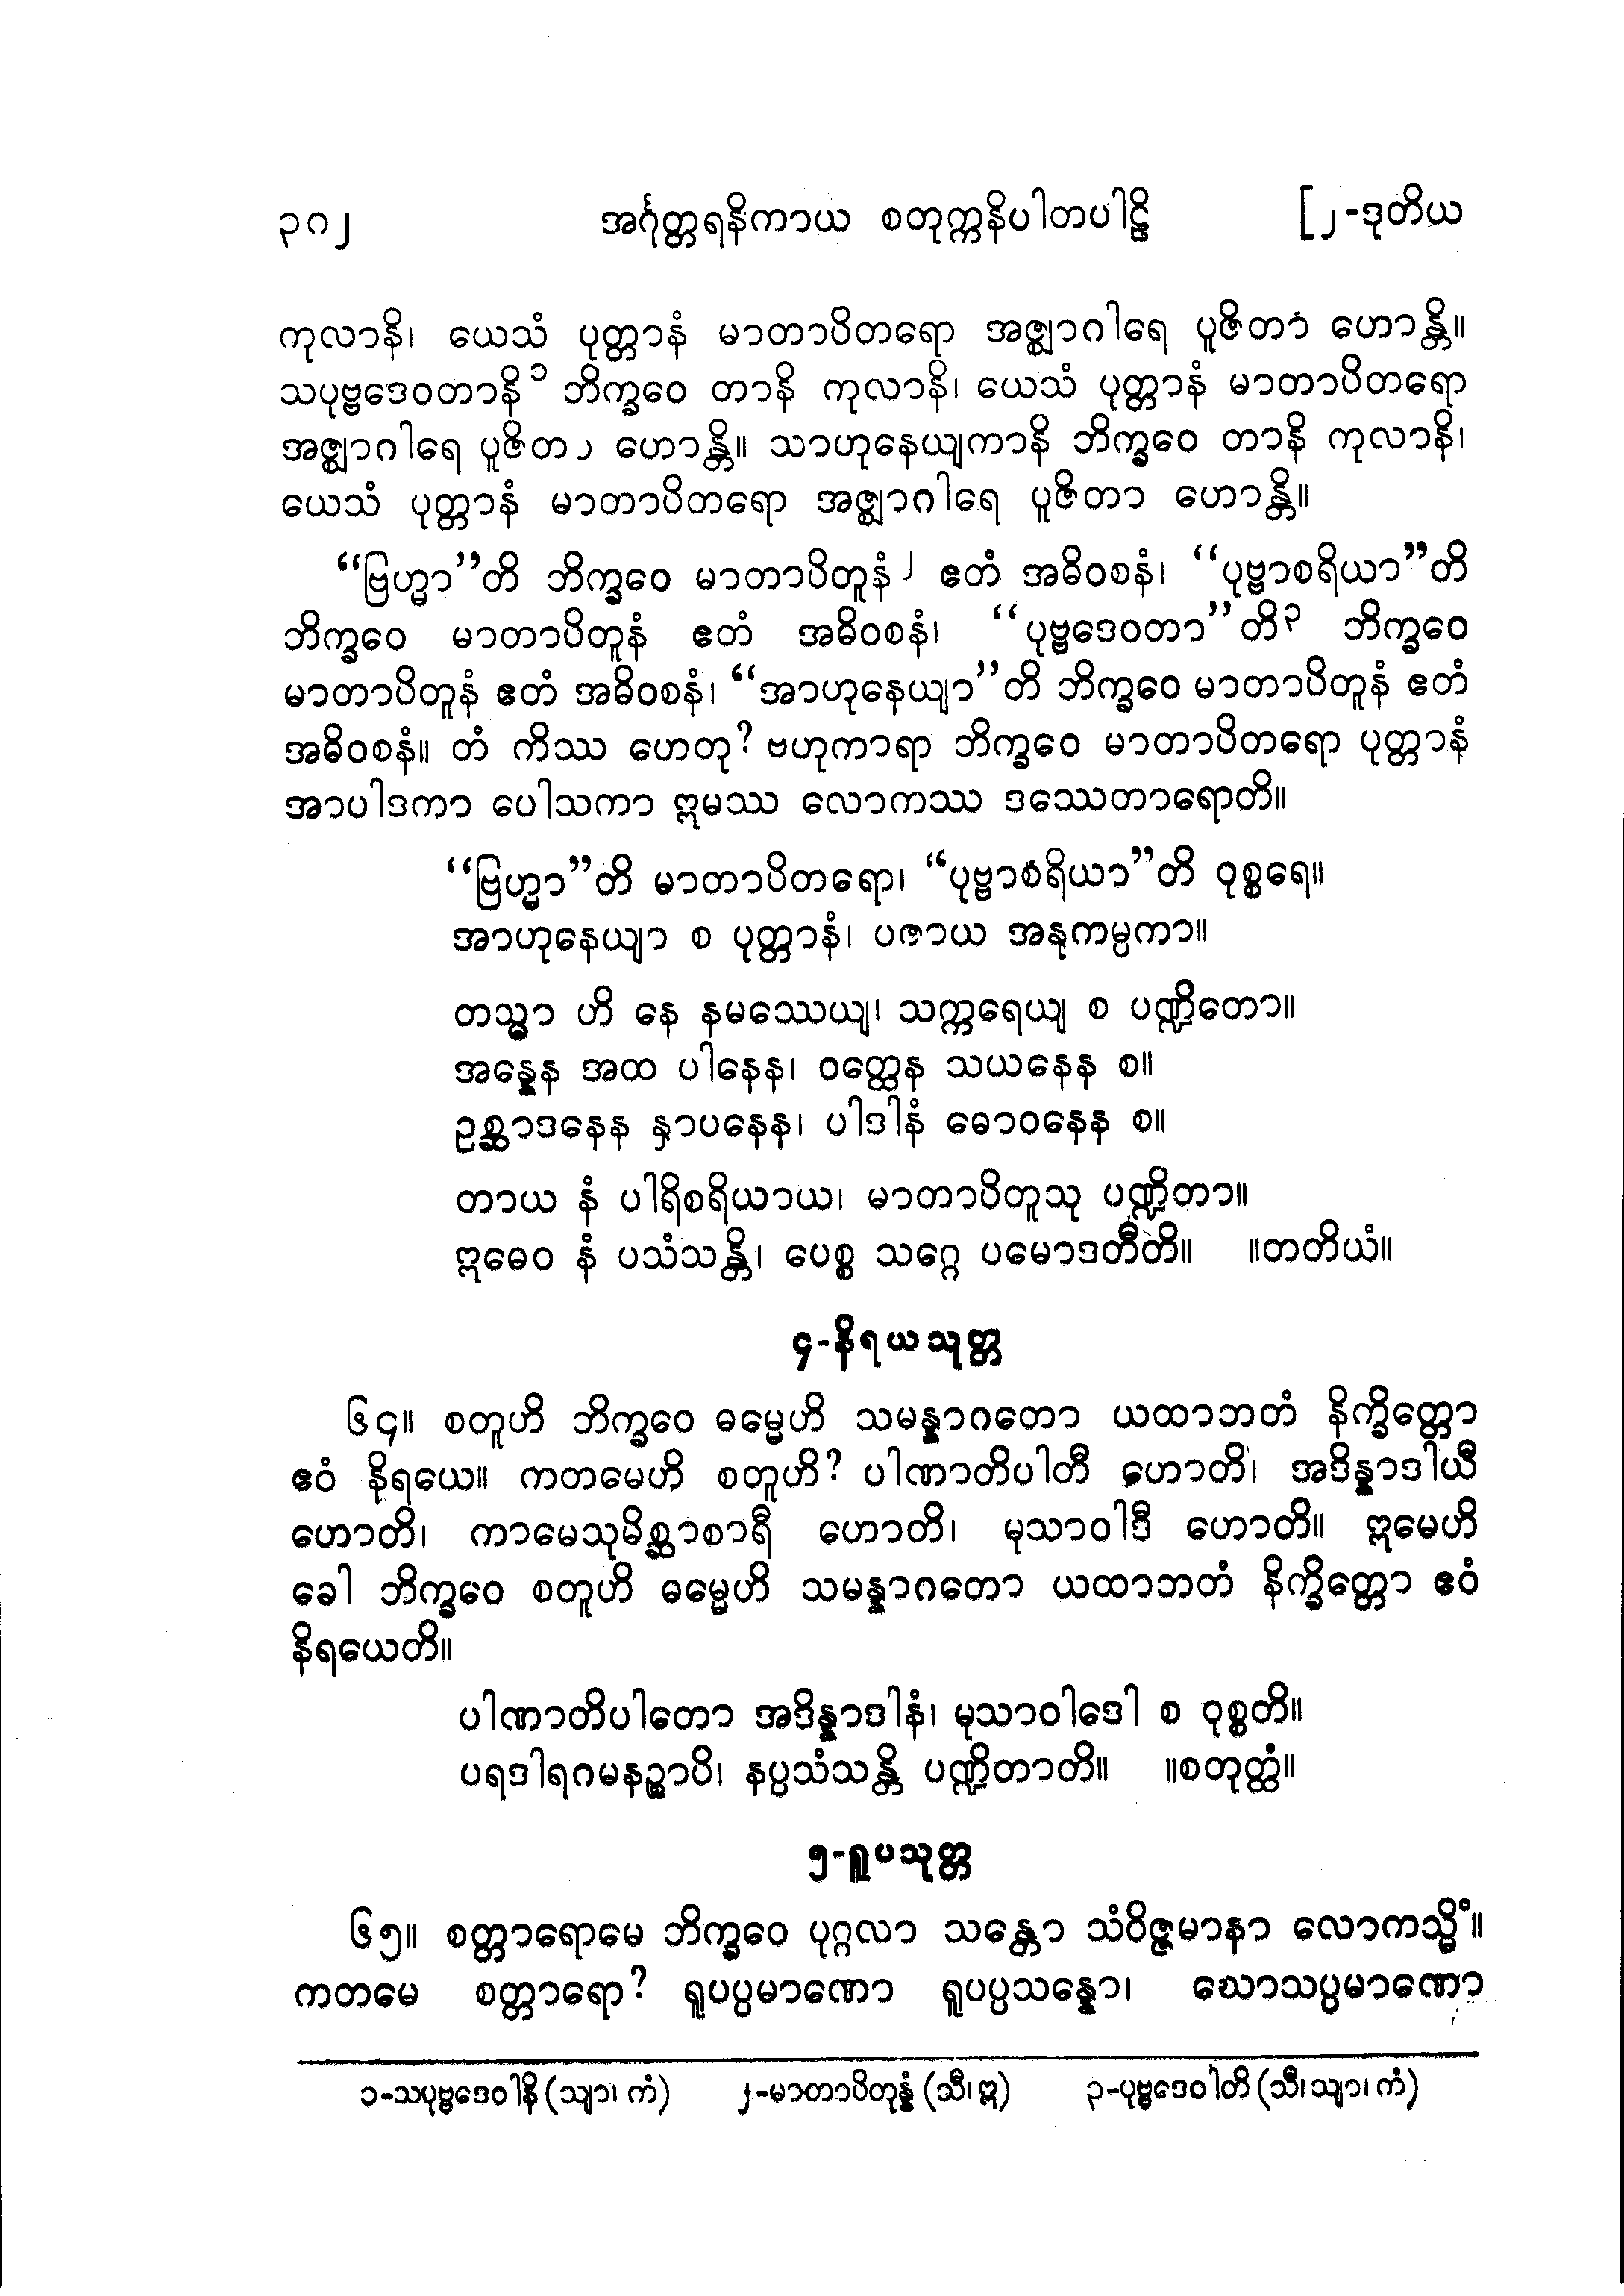 ၃၈၂ အင်္ဂုတ္တရနိကာယ စတုက္ကနိပါတပါဠိ [၂-ဒုတိယ
ကုလာနိ၊ ယေသံ ပုတ္တာနံ မာတာပိတရော အဇ္ဈာဂါရေ ပူဇိတာ ဟောန္တိ။
သပုဗ္ဗဒေဝတာနိ၁ ဘိက္ခဝေ တာနိ ကုလာနိ၊ ယေသံ ပုတ္တာနံ မာတာပိတရော
အဇ္ဈာဂါရေ ပူဇိတာ ဟောန္တိ။ သာဟုနေယျကာနိ ဘိက္ခဝေ တာနိ ကုလာနိ၊
ယေသံ ပုတ္တာနံ မာတာပိတရော အဇ္ဈာဂါရေ ပူဇိတာ ဟောန္တိ။
“ဗြဟ္မာ”တိ ဘိက္ခဝေ မာတာပိတူနံ၂ ဧတံ အဓိဝစနံ၊ “ပုဗ္ဗာစရိယာ”တိ
ဘိက္ခဝေ မာတာပိတူနံ ဧတံ အဓိဝစနံ၊ “ပုဗ္ဗဒေဝတာ”တိ၃ ဘိက္ခဝေ
မာတာပိတူနံ ဧတံ အဓိဝစနံ၊ “အာဟုနေယျာ”တိ ဘိက္ခဝေ မာတာပိတူနံ ဧတံ
အဓိဝစနံ။ တံ ကိဿ ဟေတု? ဗဟုကာရာ ဘိက္ခဝေ မာတာပိတရော ပုတ္တာနံ
အာပါဒကာ ပေါသကာ ဣမဿ လောကဿ ဒဿေတာရောတိ။
“ဗြဟ္မာ”တိ မာတာပိတရော၊ “ပုဗ္ဗာစရိယာ”တိ ဝုစ္စရေ။
အာဟုနေယျာ စ ပုတ္တာနံ၊ ပဇာယ အနုကမ္ပကာ။
တသ္မာ ဟိ နေ နမဿေယျ၊ သက္ကရေယျ စ ပဏ္ဍိတော။
အန္နေန အထ ပါနေန၊ ဝတ္ထေန သယနေန စ။
ဥစ္ဆာဒနေန နှာပနေန၊ ပါဒါနံ ဓောဝနေန စ။
တာယ နံ ပါရိစရိယာယ၊ မာတာပိတူသု ပဏ္ဍိတာ။
ဣဓေဝ နံ ပသံသန္တိ၊ ပေစ္စ သဂ္ဂေ ပမောဒတီတိ။ ။တတိယံ။
၄-နိရယသုတ္တ
၆၄။ စတူဟိ ဘိက္ခဝေ ဓမ္မေဟိ သမန္နာဂတော ယထာဘတံ နိက္ခိတ္တော
ဧဝံ နိရယေ။ ကတမေဟိ စတူဟိ? ပါဏာတိပါတီ ဟောတိ၊ အဒိန္နာဒါယီ
ဟောတိ၊ ကာမေသုမိစ္ဆာစာရီ ဟောတိ၊ မုသာဝါဒီ ဟောတိ။ ဣမေဟိ
ခေါ ဘိက္ခဝေ စတူဟိ ဓမ္မေဟိ သမန္နာဂတော ယထာဘတံ နိက္ခိတ္တော ဧဝံ
နိရယေတိ။
ပါဏာတိပါတော အဒိန္နာဒါနံ၊ မုသာဝါဒေါ စ ဝုစ္စတိ။
ပရဒါရဂမနဉ္စာပိ၊ နပ္ပသံသန္တိ ပဏ္ဍိတာတိ။ ။စတုတ္ထံ။
၅-ရူပသုတ္တ
၆၅။ စတ္တာရောမေ ဘိက္ခဝေ ပုဂ္ဂလာ သန္တော သံဝိဇ္ဇမာနာ လောကသ္မိံ။
ကတမေ စတ္တာရော? ရူပပ္ပမာဏော ရူပပ္ပသန္နော၊ ဃောသပ္ပမာဏော
၁-သပုဗ္ဗဒေဝါနိ (သျာ၊ ကံ) ၂-မာတာပိတုန္နံ (သီ၊ ဣ) ၃-ပုဗ္ဗဒေဝါတိ (သီ၊ သျာ၊ ကံ)